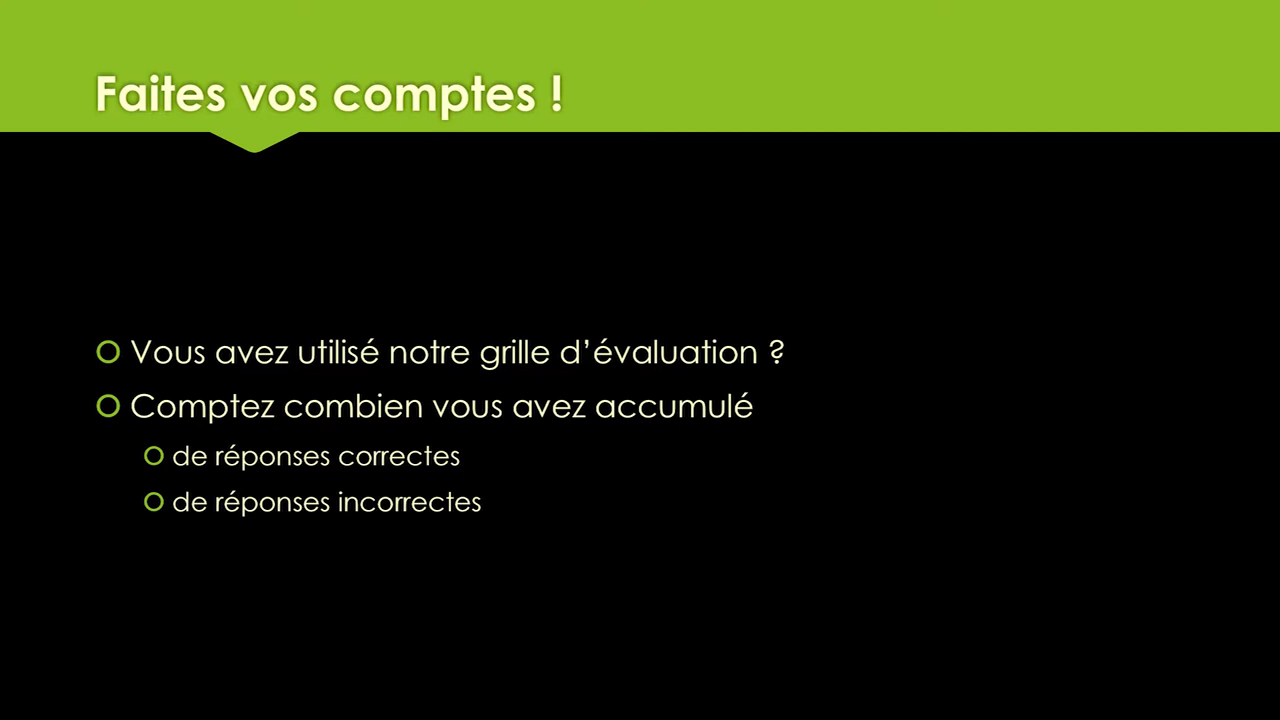 Faites vos comptes !
Vous avez utilisé notre grille d’évaluation ?
Comptez combien vous avez accumulé
de réponses correctes
de réponses incorrectes